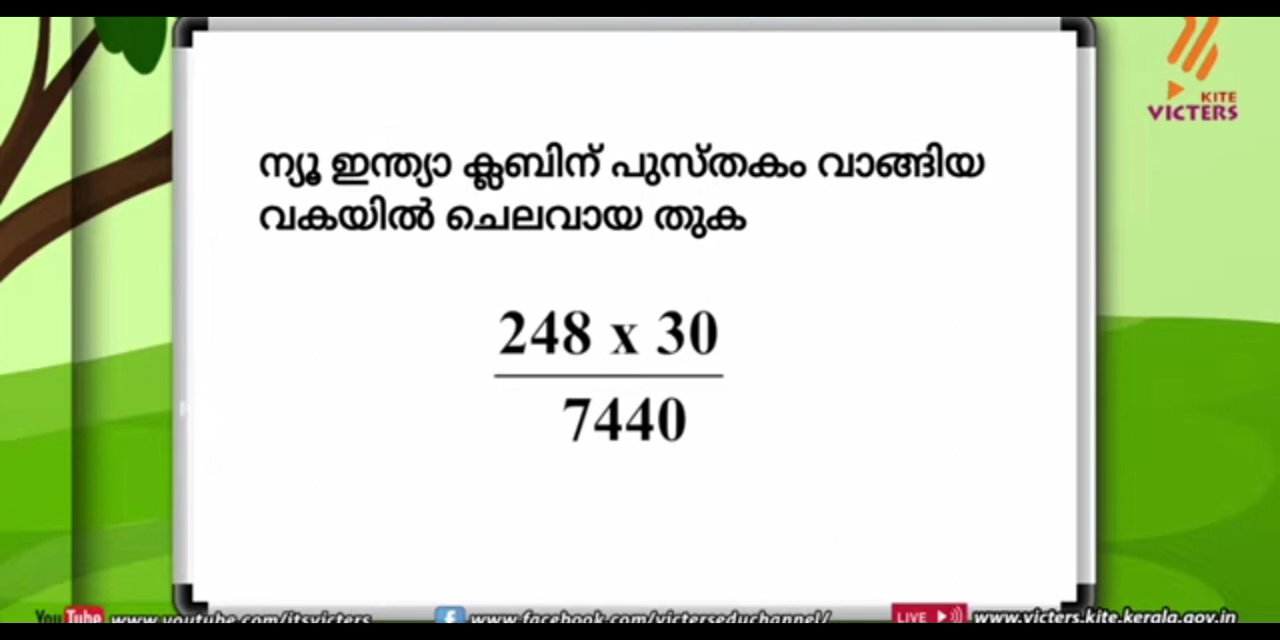 KITE
VICTERS
ന്യൂ ഇന്ത്യാ ക്ലബിന് പുസ്തകം വാങ്ങിയ
വകയിൽ ചെലവായ തുക
248 x 30
7440
YouTube www.youtube.com/itsvicters
f www.facebook.com/victerseduchannel/
LIVE www.victers.kite.kerala.gov.in